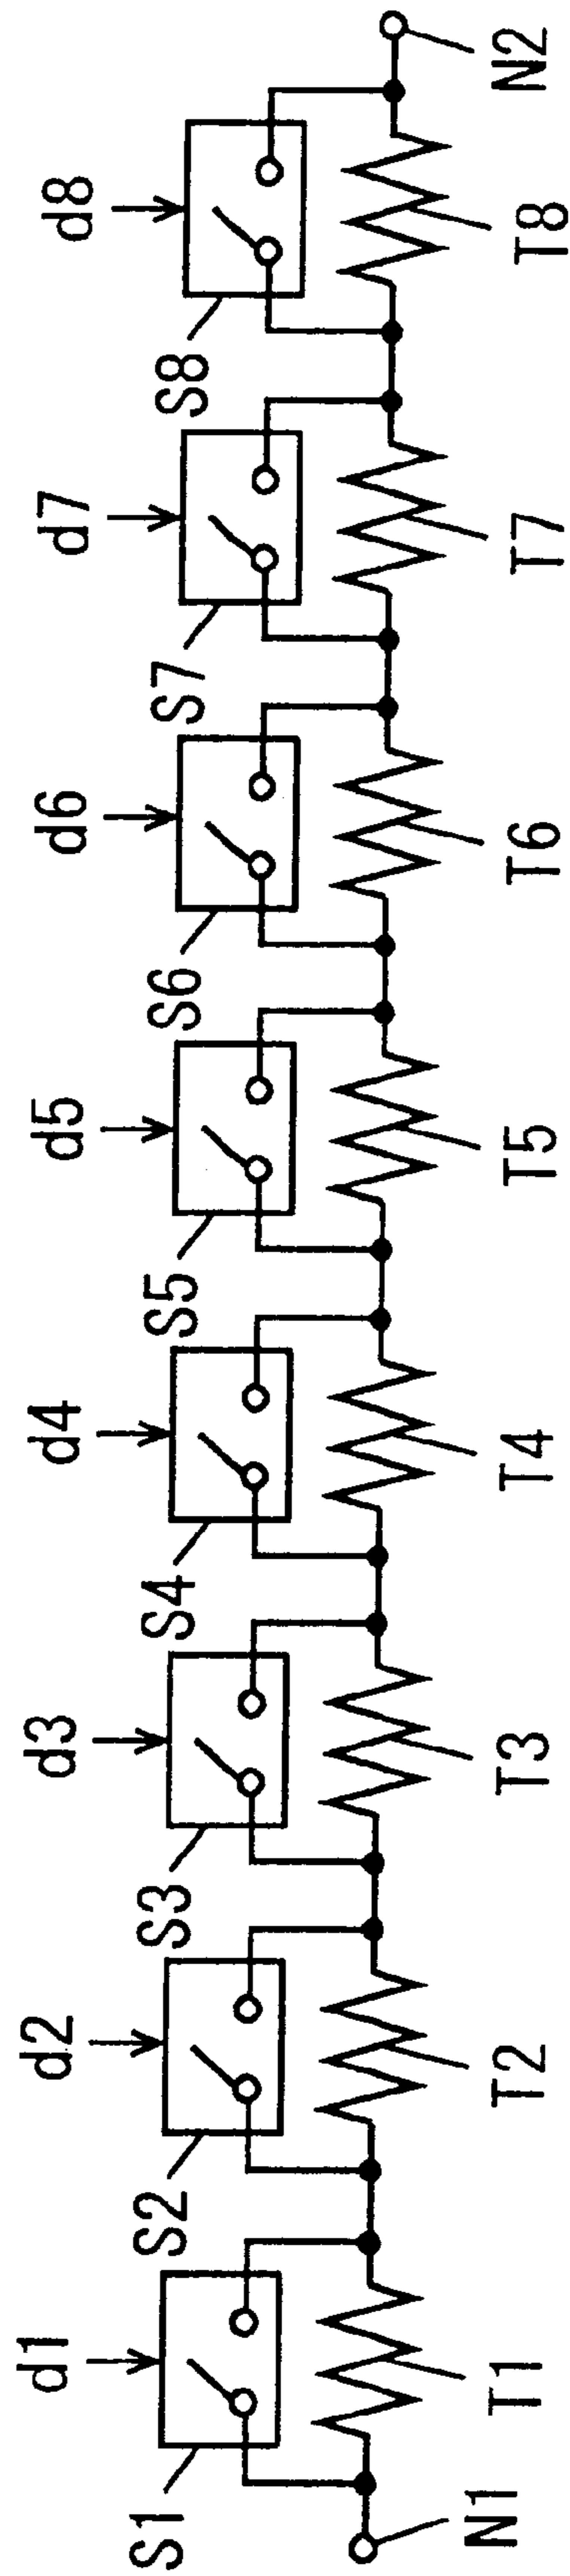 d1 d2 d3 d4 d5 d6 d7 d8
S1 S2 S3 S4 S5 S6 S7 S8
N1 T1 T2 T3 T4 T5 T6 T7 T8 N2